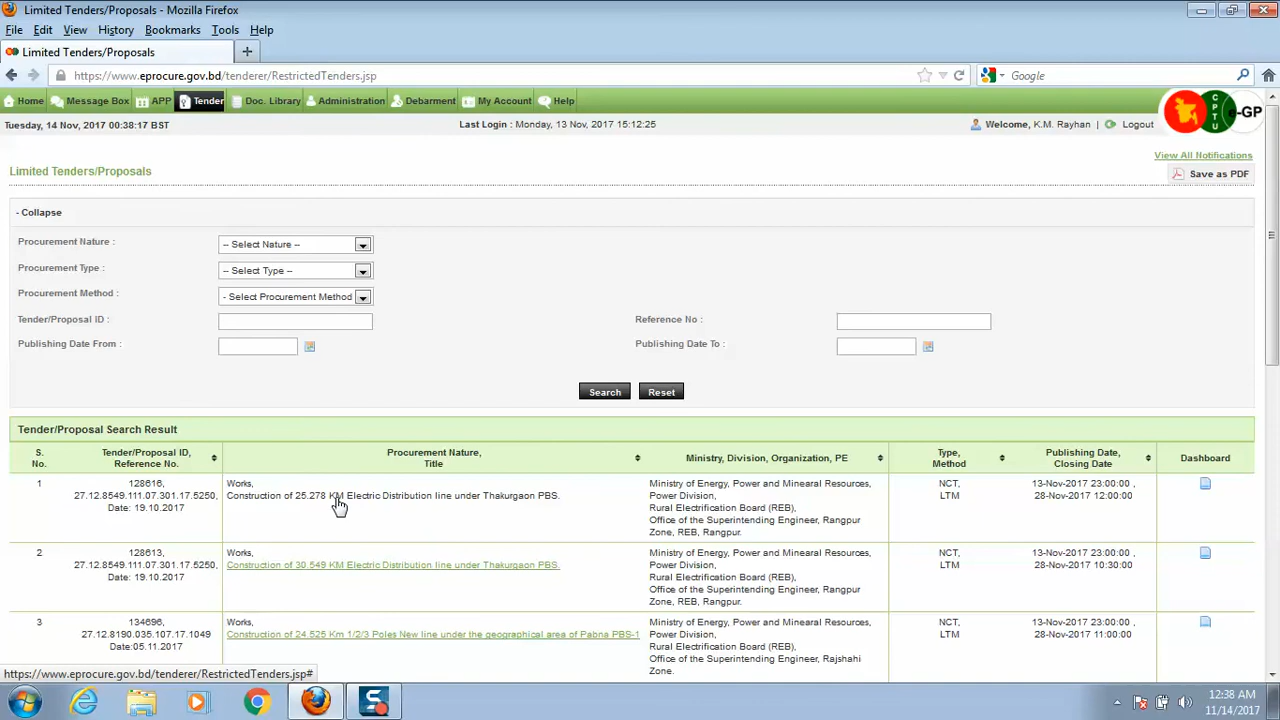 Limited Tenders/Proposals - Mozilla Firefox
File Edit View History Bookmarks Tools Help
Limited Tenders/Proposals
https://www.eprocure.gov.bd/tenderer/RestrictedTenders.jsp
Google
Home Message Box APP Tender Doc. Library Administration Debarment My Account Help
CPTU e-GP
Tuesday, 14 Nov, 2017 00:38:17 BST
Last Login : Monday, 13 Nov, 2017 15:12:25
Welcome, K.M. Rayhan | Logout
View All Notifications
Limited Tenders/Proposals
Save as PDF
- Collapse
Procurement Nature : -- Select Nature --
Procurement Type : -- Select Type --
Procurement Method : - Select Procurement Method
Tender/Proposal ID : Reference No :
Publishing Date From : Publishing Date To :
Search Reset
Tender/Proposal Search Result
S. No.
Tender/Proposal ID, Reference No.
Procurement Nature, Title
Ministry, Division, Organization, PE
Type, Method
Publishing Date, Closing Date
Dashboard
1
128616,
27.12.8549.111.07.301.17.5250,
Date: 19.10.2017
Works,
Construction of 25.278 KM Electric Distribution line under Thakurgaon PBS.
Ministry of Energy, Power and Minearal Resources,
Power Division,
Rural Electrification Board (REB),
Office of the Superintending Engineer, Rangpur
Zone, REB, Rangpur.
NCT,
LTM
13-Nov-2017 23:00:00 ,
28-Nov-2017 12:00:00
2
128613,
27.12.8549.111.07.301.17.5250,
Date: 19.10.2017
Works,
Construction of 30.549 KM Electric Distribution line under Thakurgaon PBS.
Ministry of Energy, Power and Minearal Resources,
Power Division,
Rural Electrification Board (REB),
Office of the Superintending Engineer, Rangpur
Zone, REB, Rangpur.
NCT,
LTM
13-Nov-2017 23:00:00 ,
28-Nov-2017 10:30:00
3
134696,
27.12.8190.035.107.17.1049
Date:05.11.2017
Works,
Construction of 24.525 Km 1/2/3 Poles New line under the geographical area of Pabna PBS-1
Ministry of Energy, Power and Minearal Resources,
Power Division,
Rural Electrification Board (REB),
Office of the Superintending Engineer, Rajshahi
Zone.
NCT,
LTM
13-Nov-2017 23:00:00 ,
28-Nov-2017 11:00:00
https://www.eprocure.gov.bd/tenderer/RestrictedTenders.jsp#
12:38 AM
11/14/2017